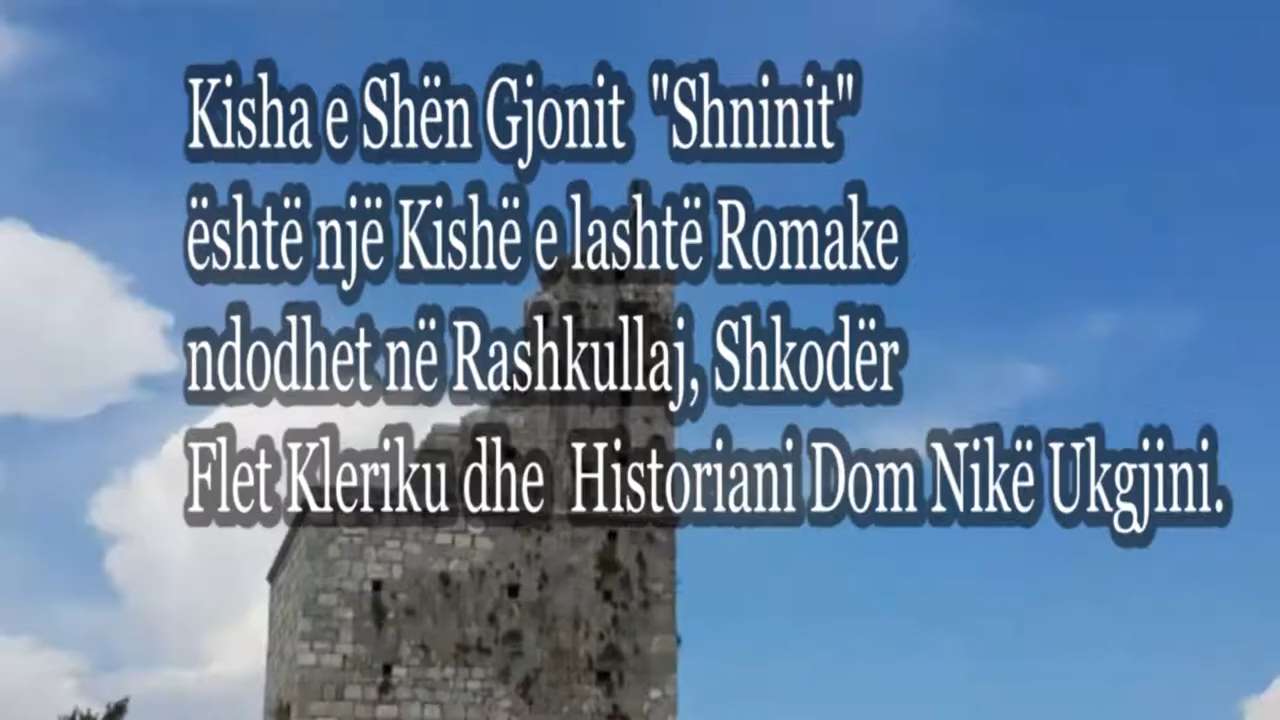 Kisha e Shën Gjonit "Shninit"
është një Kishë e lashtë Romake
ndodhet në Rashkullaj, Shkodër
Flet Kleriku dhe Historiani Dom Nikë Ukgjini.